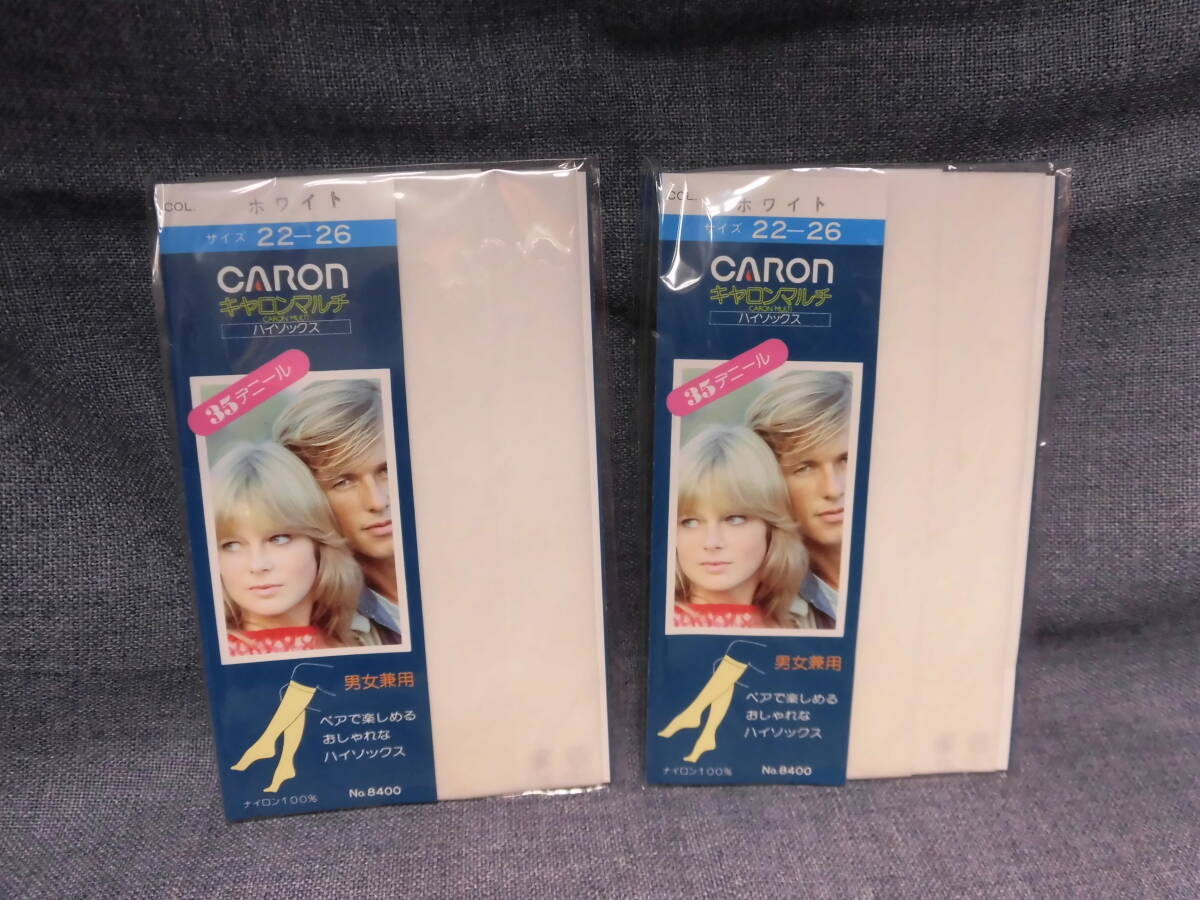 COL. ホワイト
サイズ 22-26
CARON
キャロンマルチ
CARON MULTI
ハイソックス
35デニール
男女兼用
ペアで楽しめる
おしゃれな
ハイソックス
ナイロン100% No.8400
COL. ホワイト
サイズ 22-26
CARON
キャロンマルチ
CARON MULTI
ハイソックス
35デニール
男女兼用
ペアで楽しめる
おしゃれな
ハイソックス
ナイロン100% No.8400